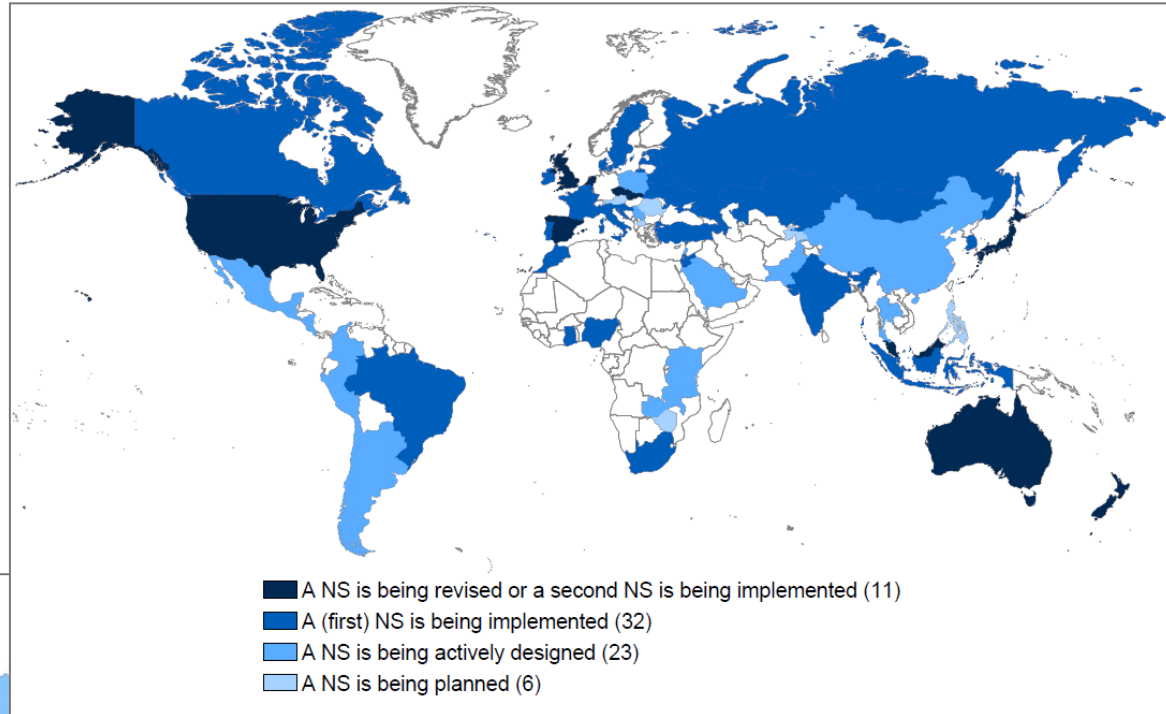 A NS is being revised or a second NS is being implemented (11)
A (first) NS is being implemented (32)
A NS is being actively designed (23)
A NS is being planned (6)